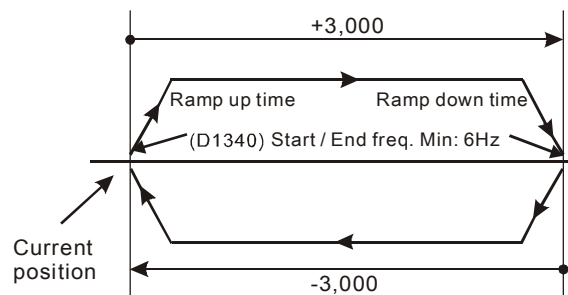 +3,000
Ramp up time
Ramp down time
(D1340) Start / End freq. Min: 6Hz
Current
position
-3,000